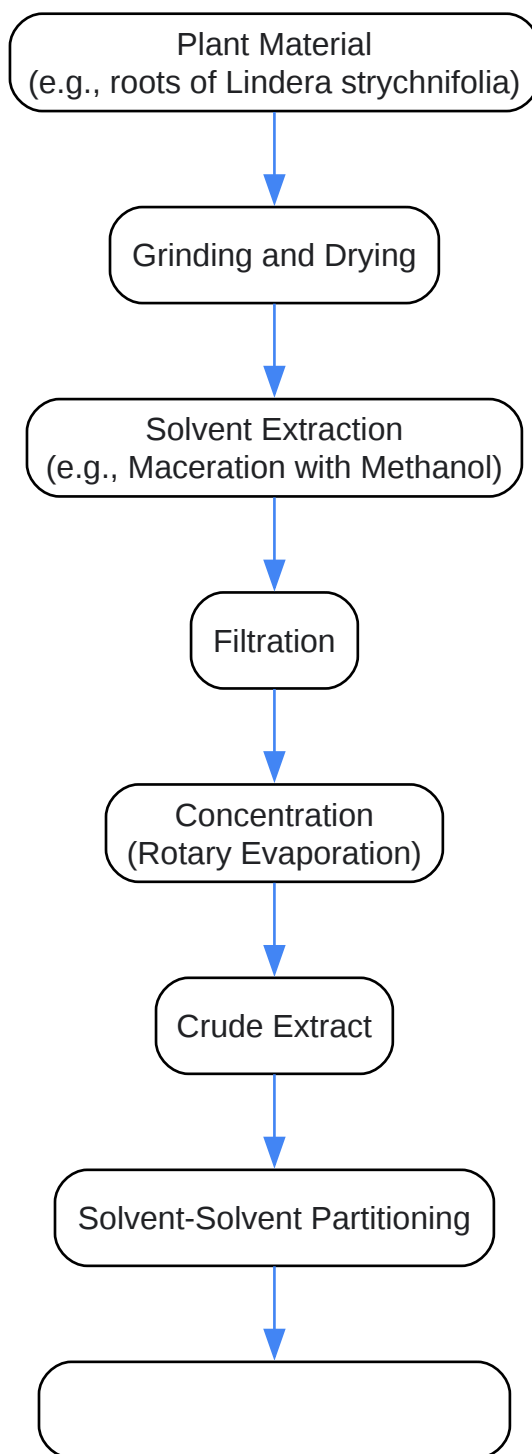 Plant Material
(e.g., roots of Lindera strychnifolia)
Grinding and Drying
Solvent Extraction
(e.g., Maceration with Methanol)
Filtration
Concentration
(Rotary Evaporation)
Crude Extract
Solvent-Solvent Partitioning